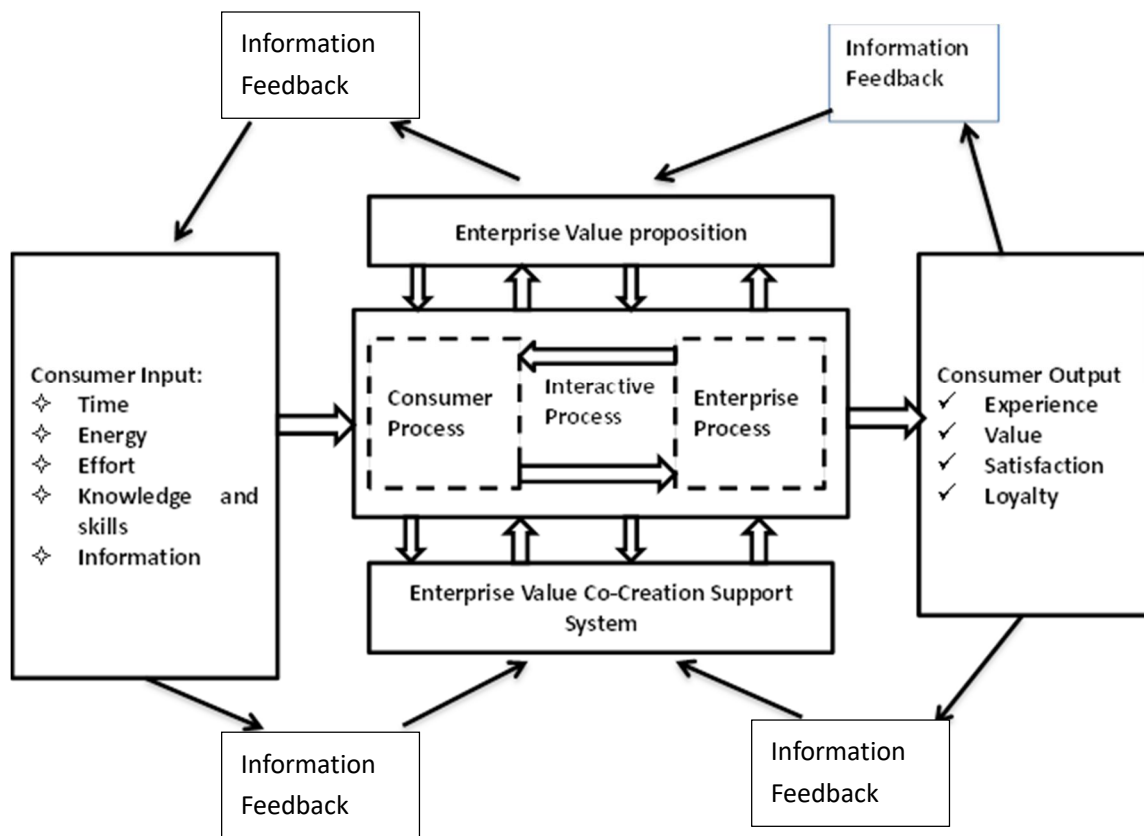 Information
Feedback
Information
Feedback
Enterprise Value proposition
Consumer Input:
Time
Energy
Effort
Knowledge and
skills
Information
Consumer
Process
Interactive
Process
Enterprise
Process
Consumer Output
Experience
Value
Satisfaction
Loyalty
Enterprise Value Co-Creation Support
System
Information
Feedback
Information
Feedback